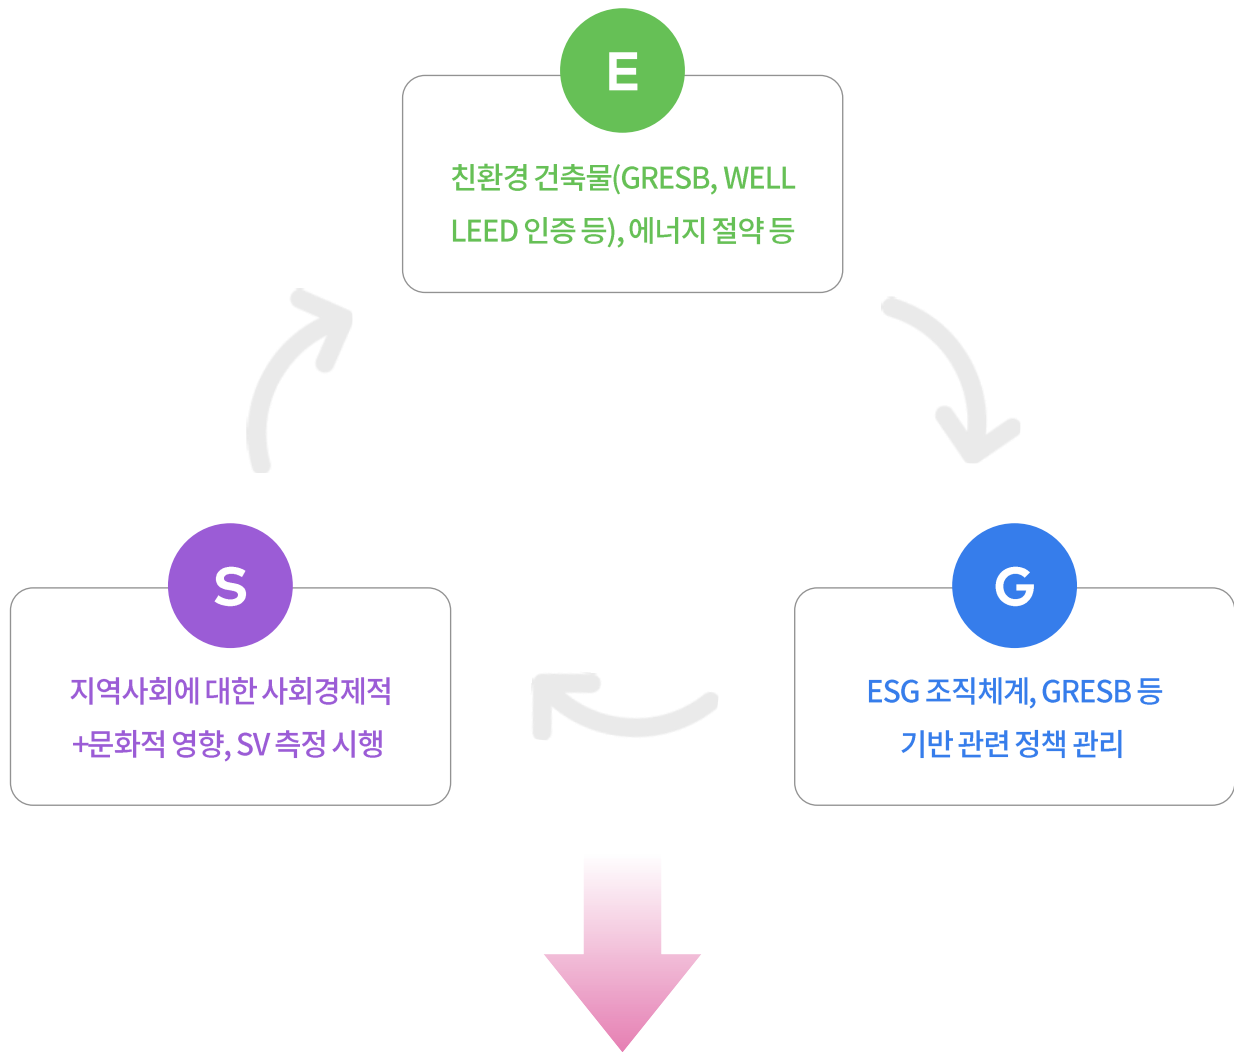 E
친환경 건축물(GRESB, WELL
LEED 인증 등), 에너지 절약 등
S
지역사회에 대한 사회경제적
+문화적 영향, SV 측정 시행
G
ESG 조직체계, GRESB 등
기반 관련 정책 관리